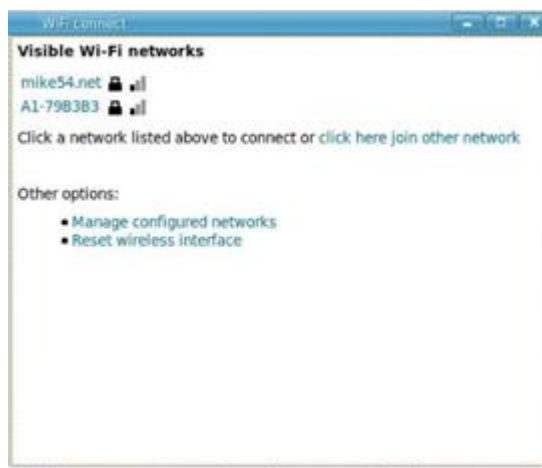 WiFi connect
Visible Wi-Fi networks
mike54.net
A1-79B3B3
Click a network listed above to connect or click here join other network
Other options:
Manage configured networks
Reset wireless interface